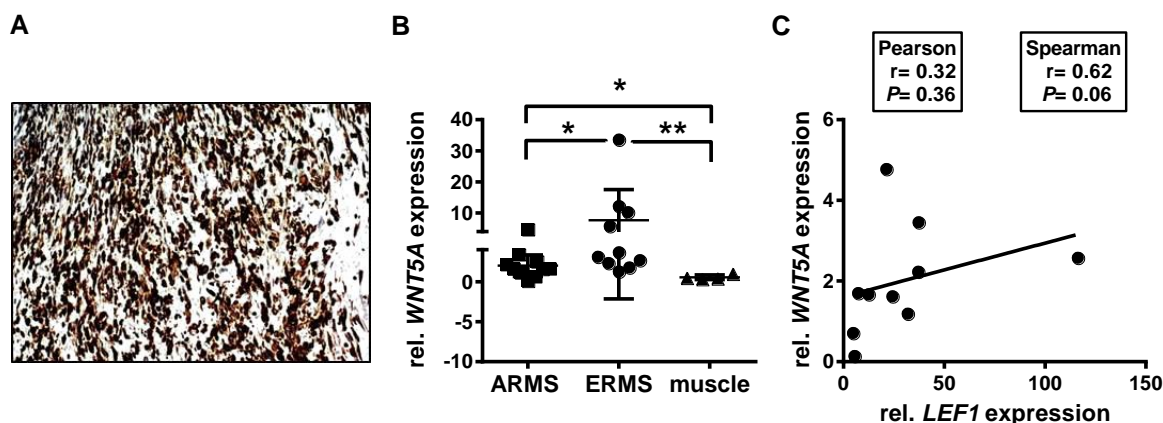 A
B
C
Pearson
r= 0.32
P= 0.36
Spearman
r= 0.62
P= 0.06
rel. WNT5A expression
40
30
20
10
0
-5
-10
*
*
**
ARMS
ERMS
muscle
rel. WNT5A expression
6
4
2
0
0
50
100
150
rel. LEF1 expression